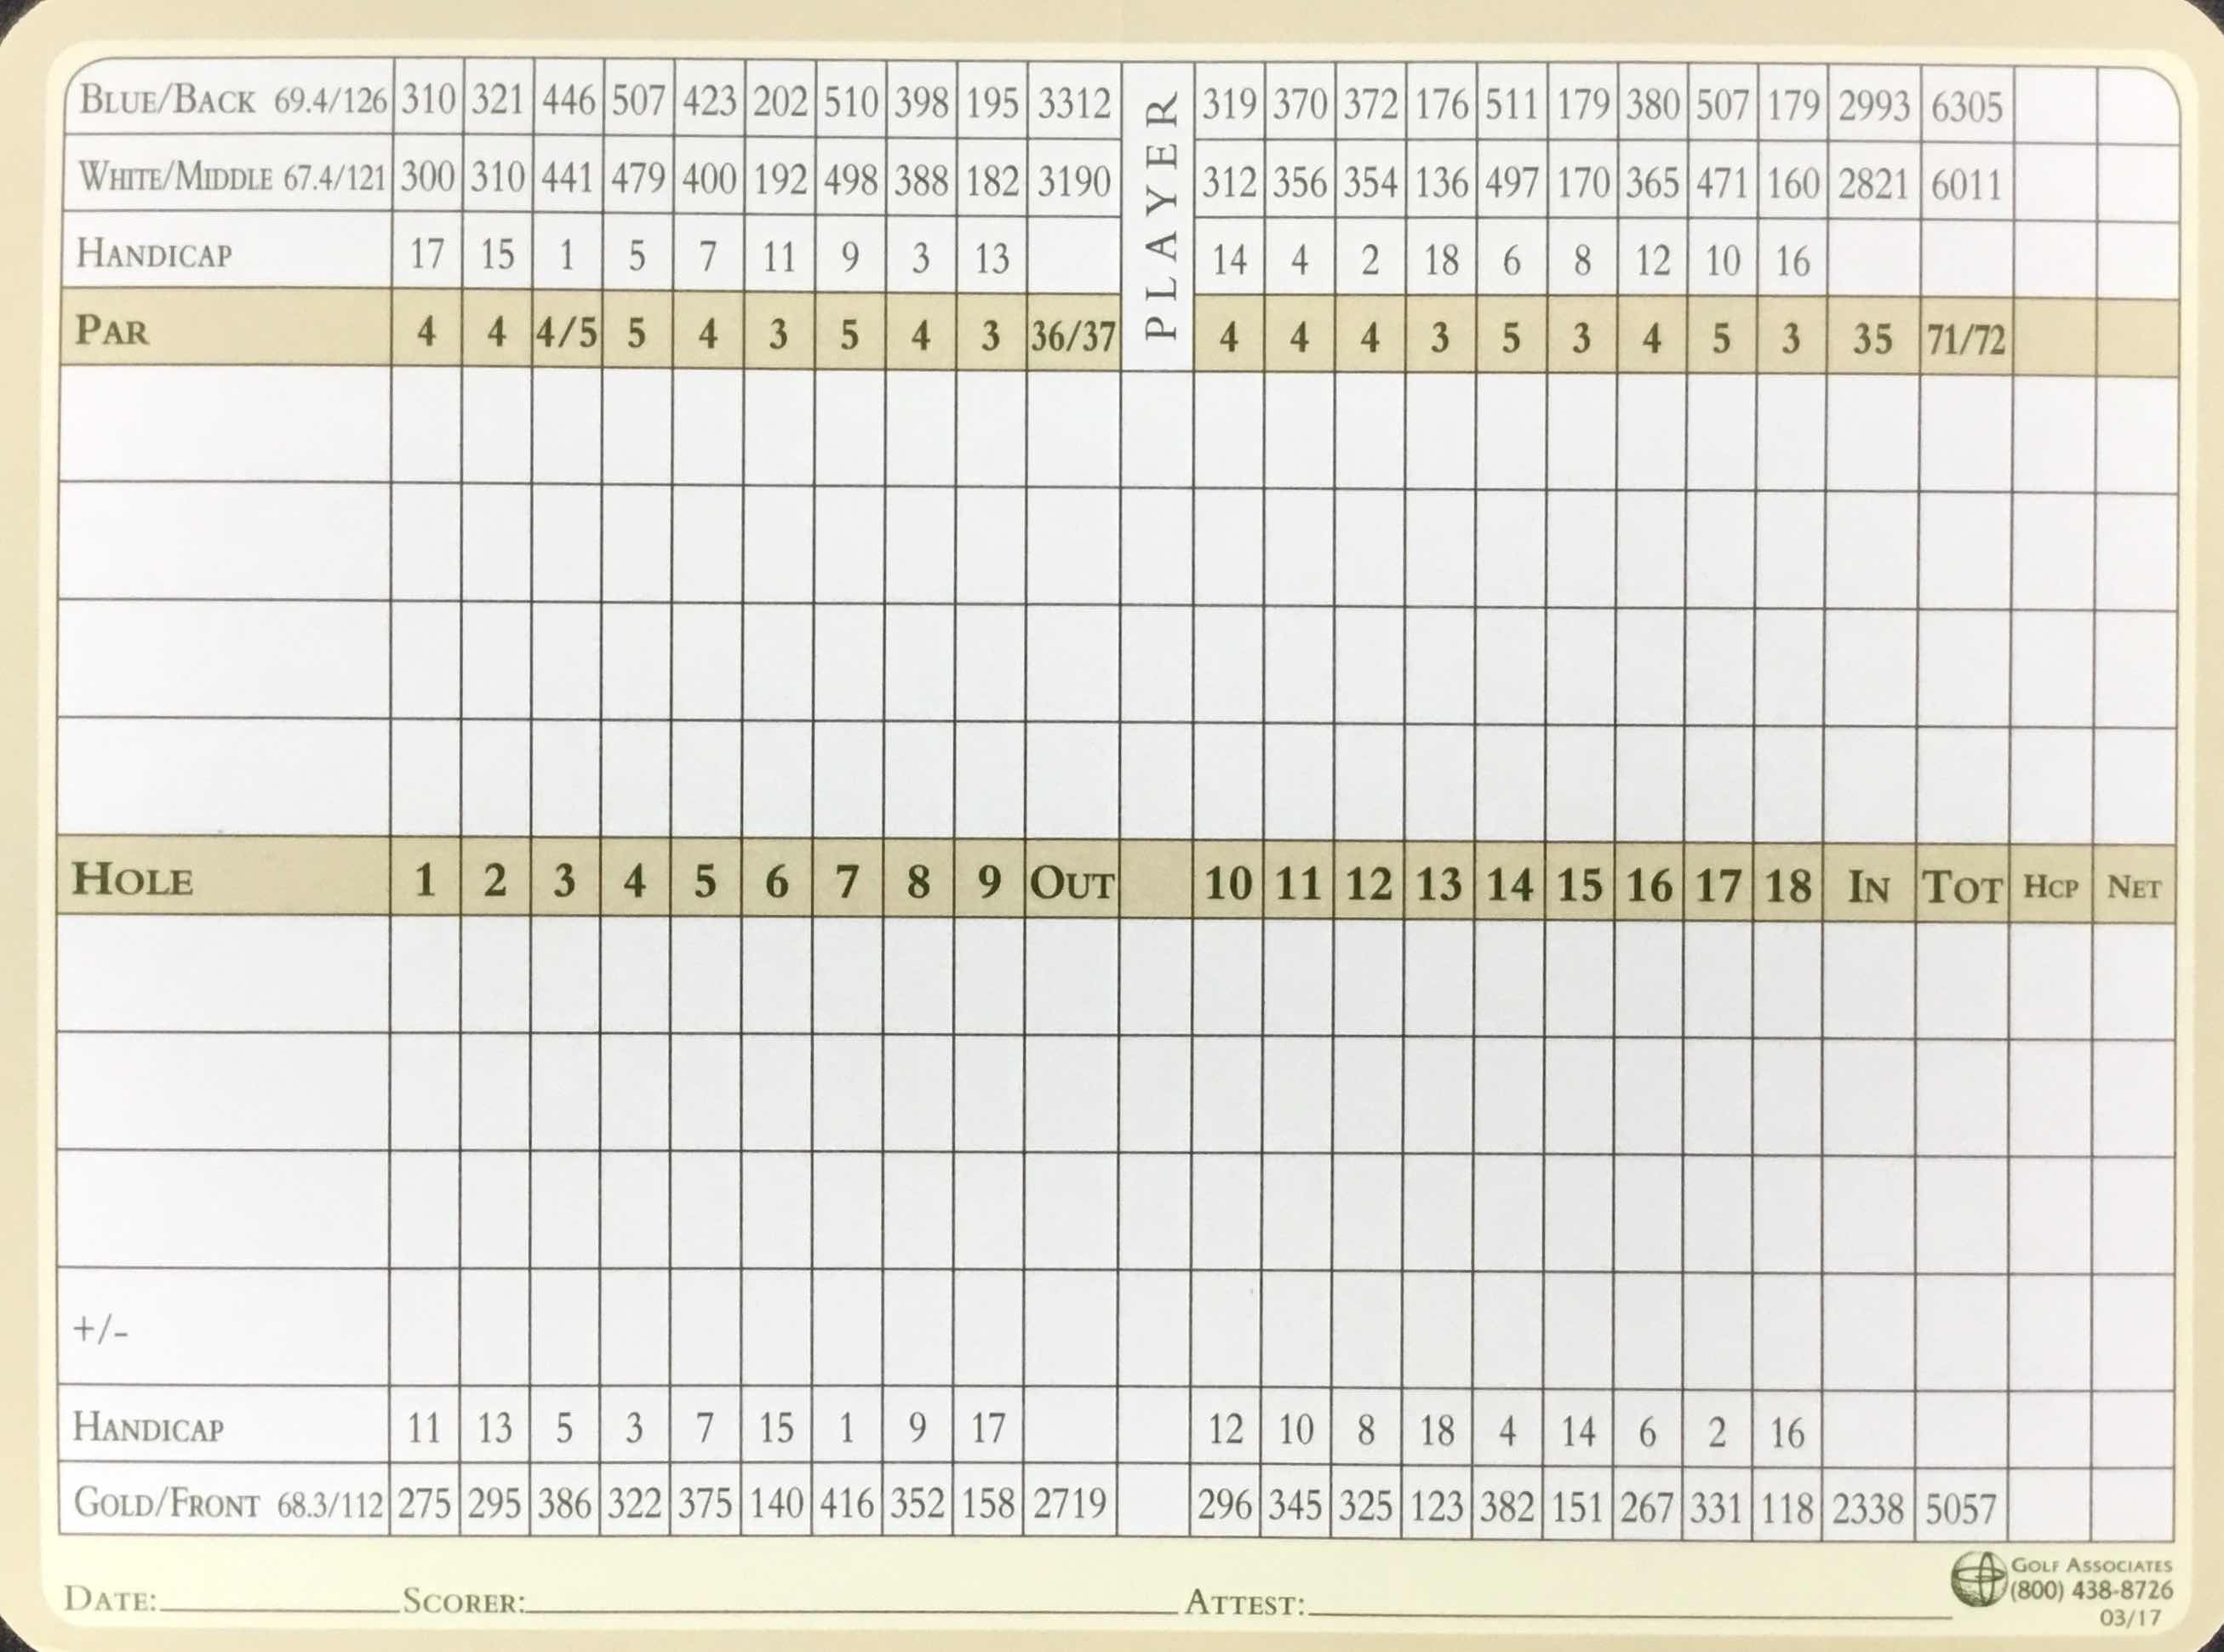 BLUE/BACK 69.4/126 310 321 446 507 423 202 510 398 195 3312 319 370 372 176 511 179 380 507 179 2993 6305
WHITE/MIDDLE 67.4/121 300 310 441 479 400 192 498 388 182 3190 312 356 354 136 497 170 365 471 160 2821 6011
HANDICAP 17 15 1 5 7 11 9 3 13 14 4 2 18 6 8 12 10 16
PAR 4 4 4/5 5 4 3 5 4 3 36/37 4 4 4 3 5 3 4 5 3 35 71/72
PLAYER
HOLE 1 2 3 4 5 6 7 8 9 OUT 10 11 12 13 14 15 16 17 18 IN TOT HCP NET
+/-
HANDICAP 11 13 5 3 7 15 1 9 17 12 10 8 18 4 14 6 2 16
GOLD/FRONT 68.3/112 275 295 386 322 375 140 416 352 158 2719 296 345 325 123 382 151 267 331 118 2338 5057
DATE: SCORER: ATTEST:
GOLF ASSOCIATES
(800) 438-8726
03/17